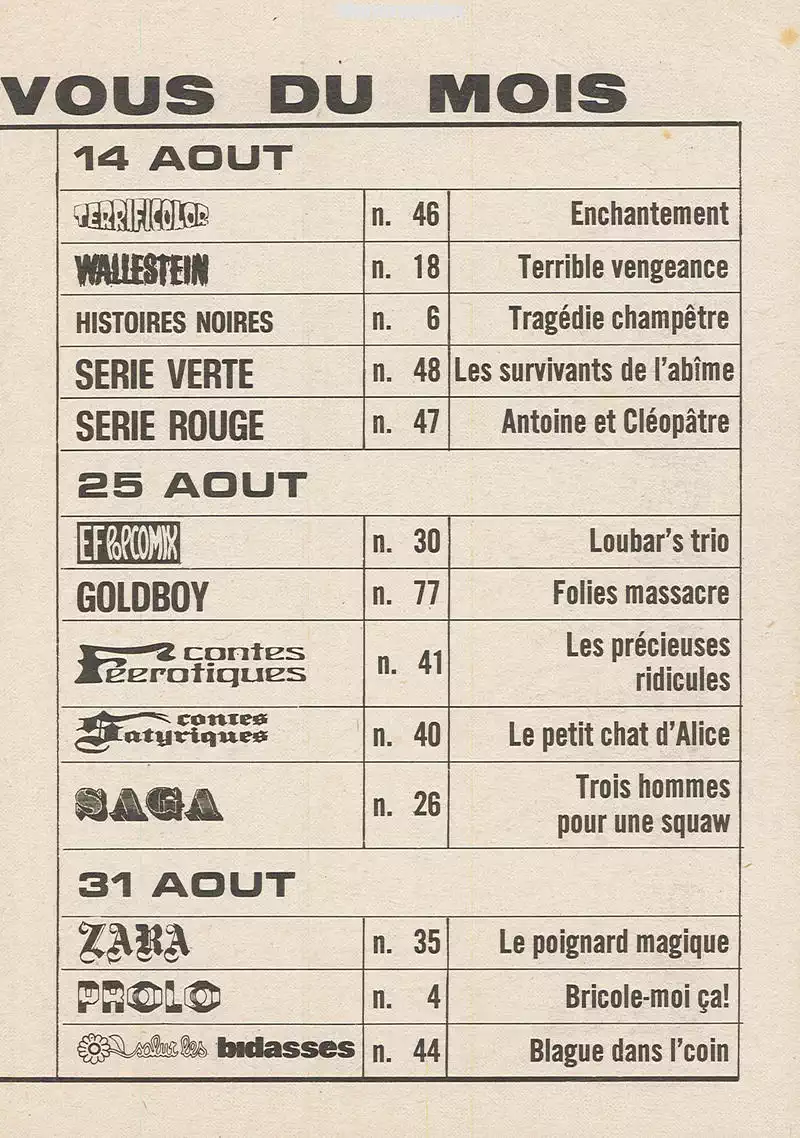 VOUS DU MOIS
14 AOUT
TERRIFICOLOR n. 46 Enchantement
WALLESTEIN n. 18 Terrible vengeance
HISTOIRES NOIRES n. 6 Tragédie champêtre
SERIE VERTE n. 48 Les survivants de l'abîme
SERIE ROUGE n. 47 Antoine et Cléopâtre
25 AOUT
EF POPCOMIX n. 30 Loubar's trio
GOLDBOY n. 77 Folies massacre
contes Féerotiques n. 41 Les précieuses
ridicules
contes Satyriques n. 40 Le petit chat d'Alice
SAGA n. 26 Trois hommes
pour une squaw
31 AOUT
ZARA n. 35 Le poignard magique
PROLO n. 4 Bricole-moi ça!
salut les bidasses n. 44 Blague dans l'coin